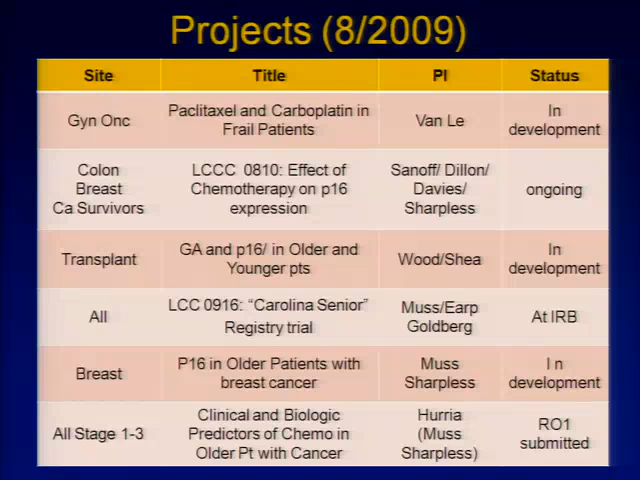 Projects (8/2009)
Site Title PI Status
Gyn Onc
Paclitaxel and Carboplatin in
Frail Patients
Van Le
In
development
Colon
Breast
Ca Survivors
LCCC 0810: Effect of
Chemotherapy on p16
expression
Sanoff/ Dillon/
Davies/
Sharpless
ongoing
Transplant
GA and p16/ in Older and
Younger pts
Wood/Shea
In
development
All
LCC 0916: “Carolina Senior”
Registry trial
Muss/Earp
Goldberg
At IRB
Breast
P16 in Older Patients with
breast cancer
Muss
Sharpless
I n
development
All Stage 1-3
Clinical and Biologic
Predictors of Chemo in
Older Pt with Cancer
Hurria
(Muss
Sharpless)
RO1
submitted